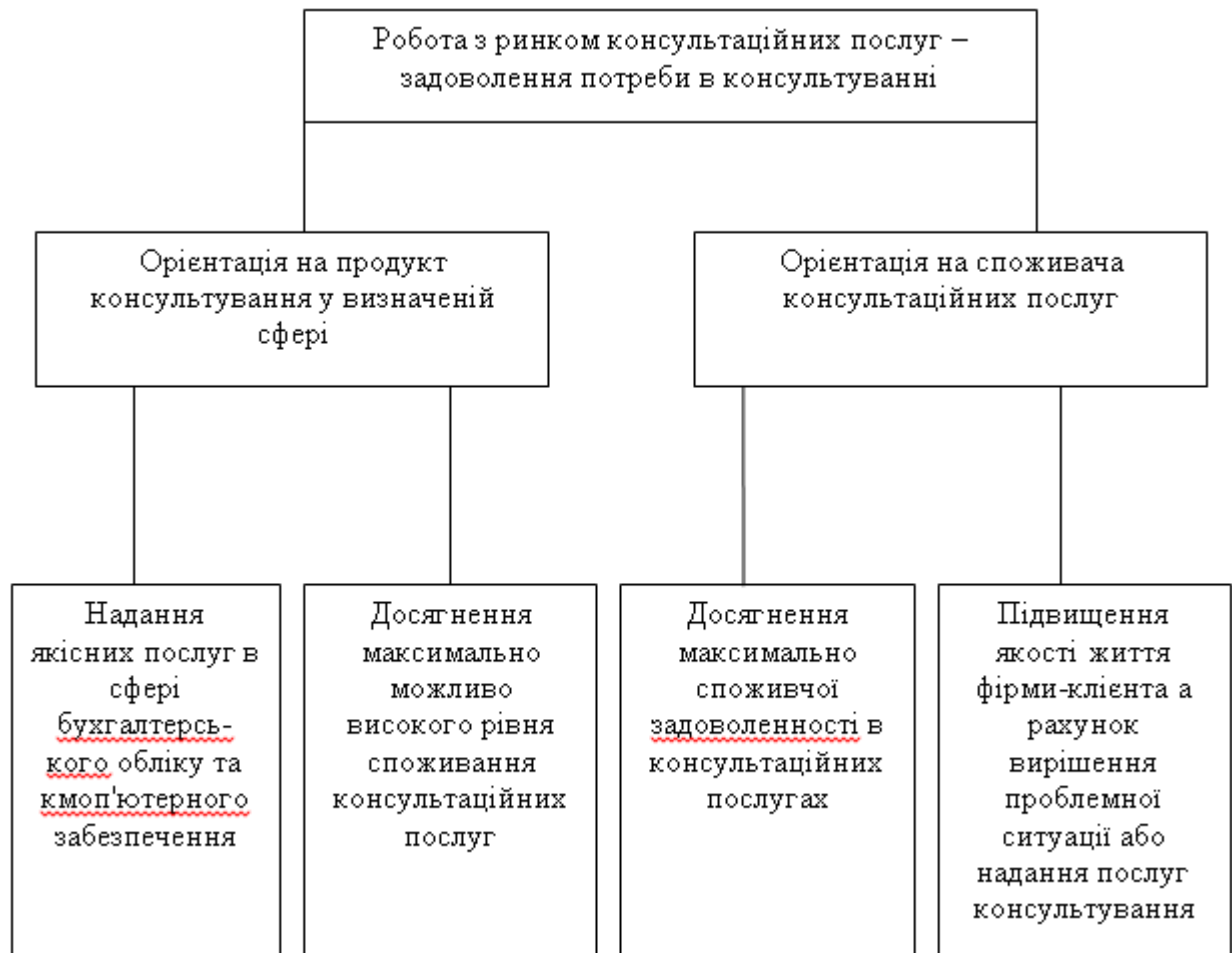 Робота з ринком консультаційних послуг –
задоволення потреби в консультуванні
Орієнтація на продукт
консультування у визначеній
сфері
Орієнтація на споживача
консультаційних послуг
Надання
якісних послуг в
сфері
бухгалтерсь-
кого обліку та
кмоп'ютерного
забезпечення
Досягнення
максимально
можливо
високого рівня
споживання
консультаційних
послуг
Досягнення
максимально
споживчої
задоволенності в
консультаційних
послугах
Підвищення
якості життя
фірми-клієнта а
рахунок
вирішення
проблемної
ситуації або
надання послуг
консультування